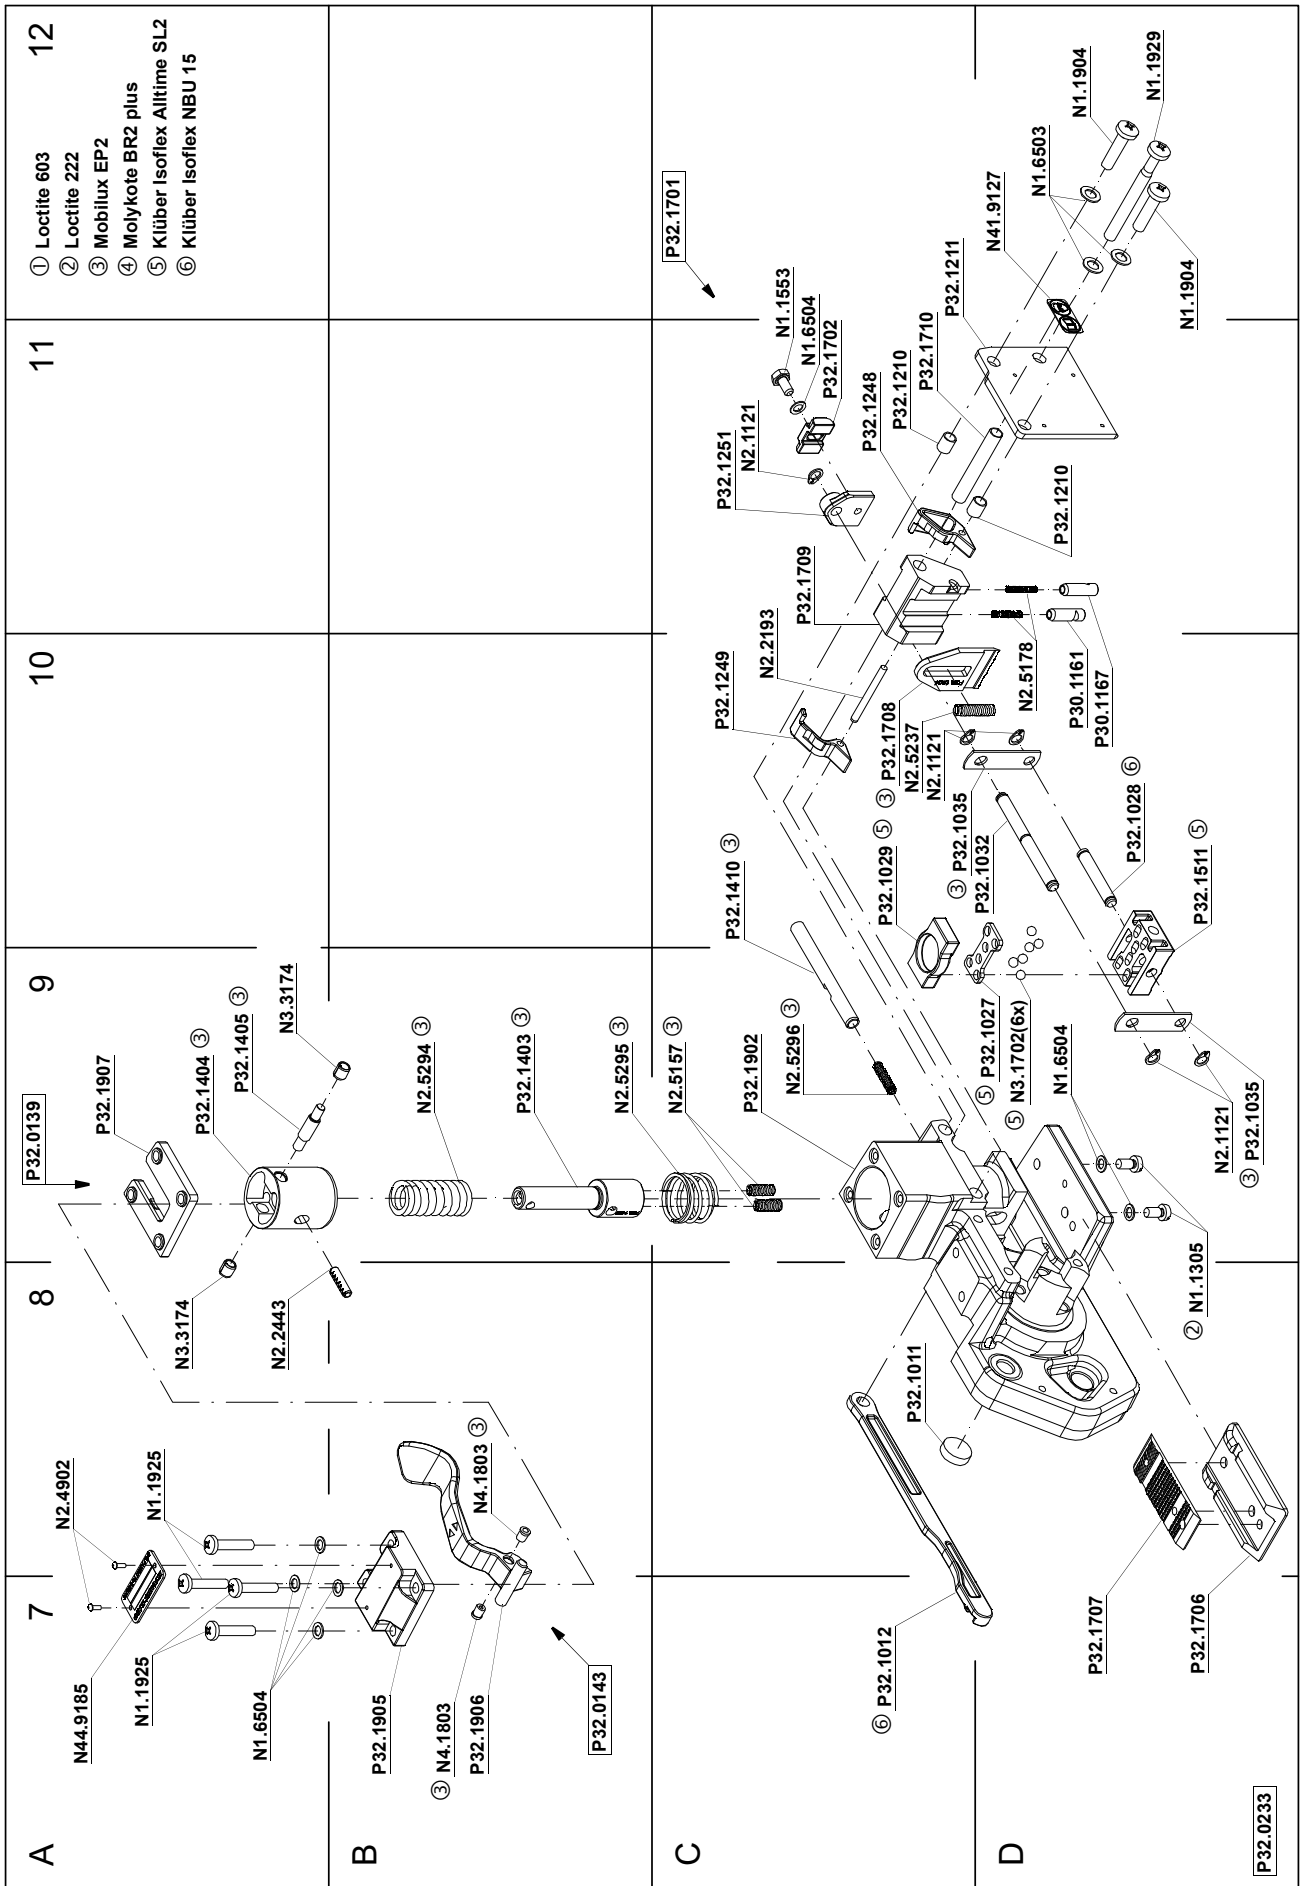 12
11
10
9
8
7
A
B
C
D
① Loctite 603
② Loctite 222
③ Mobilux EP2
④ Molykote BR2 plus
⑤ Klüber Isoflex Alltime SL2
⑥ Klüber Isoflex NBU 15
P32.0139
P32.1907
P32.1404 ③
P32.1405 ③
N3.3174
N3.3174
N2.2443
N2.4902
N1.1925
N44.9185
N1.1925
N1.6504
P32.1905
③ N4.1803
P32.1906
N4.1803 ③
P32.0143
N2.5294 ③
P32.1403 ③
N2.5295 ③
N2.5157 ③
P32.1902
N2.5296 ③
P32.1410 ③
P32.1701
N1.1553
N1.6504
P32.1702
N2.1121
P32.1251
P32.1248
P32.1210
P32.1710
P32.1211
N41.9127
N1.6503
N1.1904
N1.1929
N1.1904
P32.1210
P32.1709
N2.2193
P32.1249
③ P32.1708
N2.5237
N2.1121
③ P32.1035
P32.1032
N2.5178
P30.1161
P30.1167
P32.1028 ⑥
P32.1511 ⑤
P32.1029 ⑤
⑤ P32.1027
⑤ N3.1702(6x)
N1.6504
N2.1121
③ P32.1035
② N1.1305
P32.1011
⑥ P32.1012
P32.1707
P32.1706
P32.0233